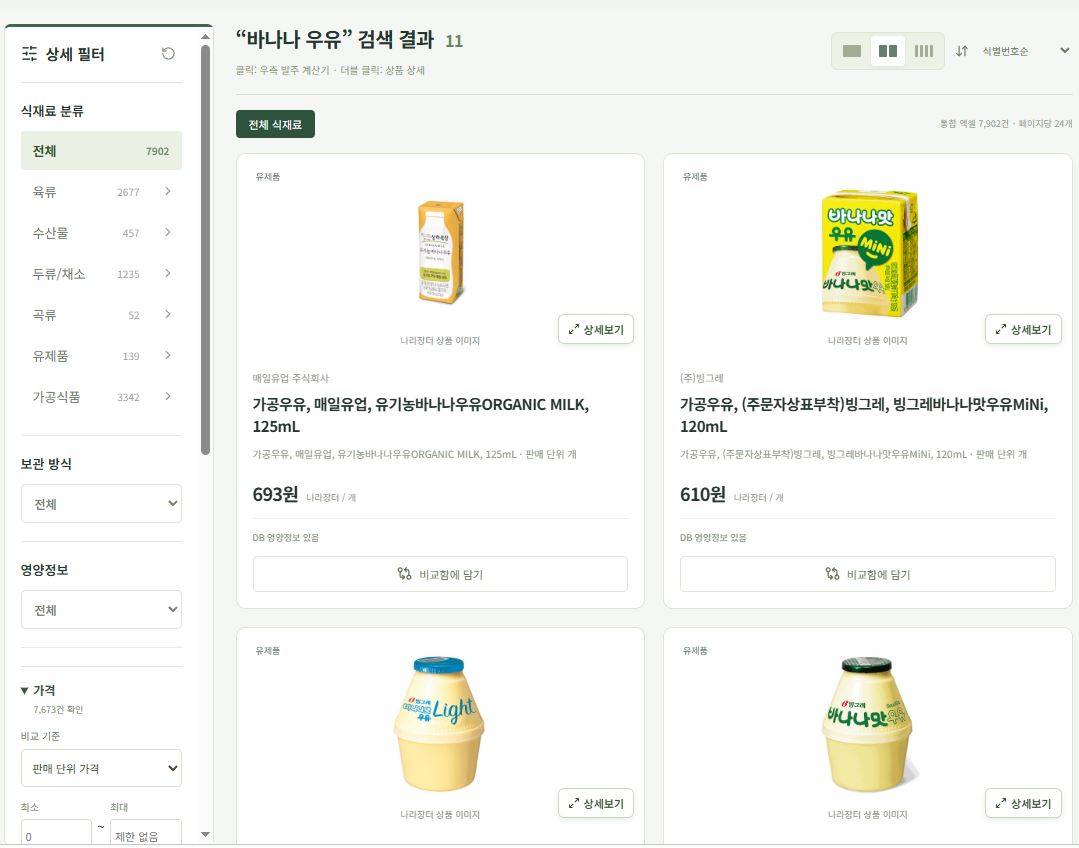 상세 필터
식재료 분류
전체 7902
육류 2677
수산물 457
두류/채소 1235
곡류 52
유제품 139
가공식품 3342
보관 방식
전체
영양정보
전체
▼ 가격
7,673건 확인
비교 기준
판매 단위 가격
최소 최대
0 ~ 제한 없음
“바나나 우유” 검색 결과 11
클릭: 우측 발주 계산기 · 더블 클릭: 상품 상세
식별번호순
전체 식재료
통합 엑셀 7,902건 · 페이지당 24개
유제품
ORGANIC
나라장터 상품 이미지
상세보기
매일유업 주식회사
가공우유, 매일유업, 유기농바나나우유ORGANIC MILK,
125mL
가공우유, 매일유업, 유기농바나나우유ORGANIC MILK, 125mL · 판매 단위 개
693원 나라장터 / 개
DB 영양정보 있음
비교함에 담기
유제품
바나나맛
우유
MiNi
빙그레
바나나맛
나라장터 상품 이미지
상세보기
(주)빙그레
가공우유, (주문자상표부착)빙그레, 빙그레바나나맛우유MiNi,
120mL
가공우유, (주문자상표부착)빙그레, 빙그레바나나맛우유MiNi, 120mL · 판매 단위 개
610원 나라장터 / 개
DB 영양정보 있음
비교함에 담기
유제품
빙그레
바나나맛
우유
Light
나라장터 상품 이미지
상세보기
유제품
빙그레
바나나맛
우유
나라장터 상품 이미지
상세보기